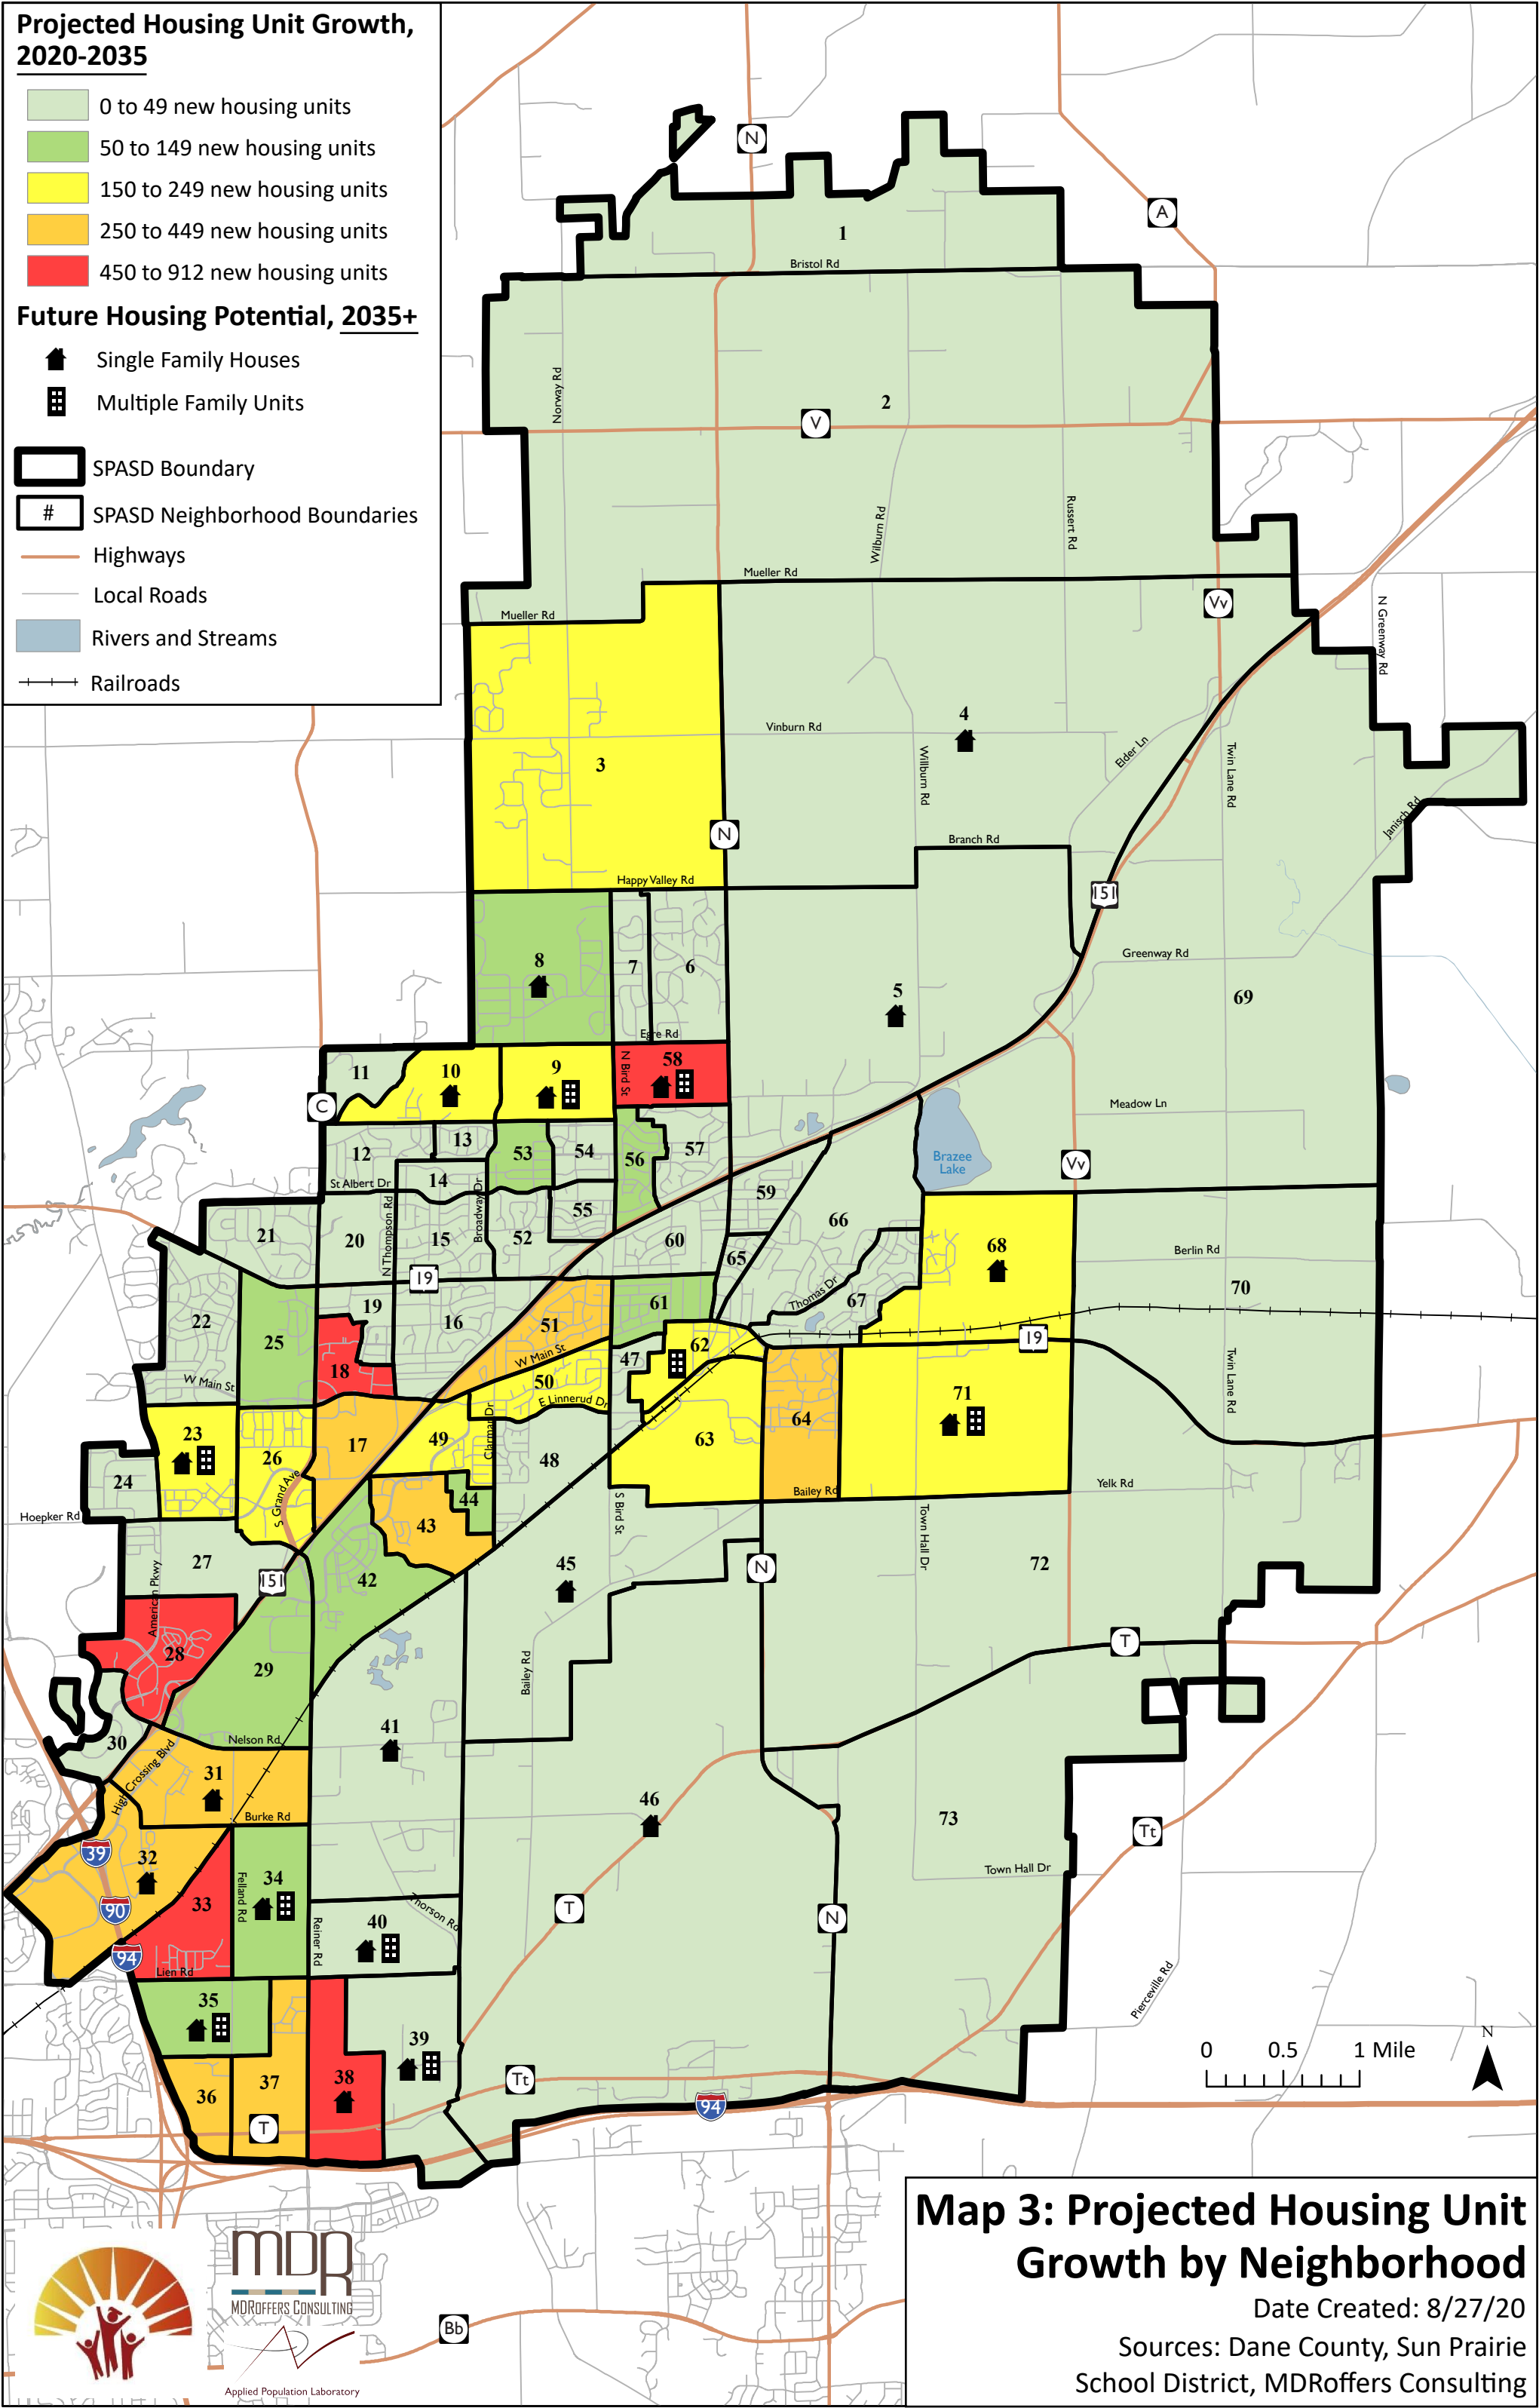 Projected Housing Unit Growth,
2020-2035
0 to 49 new housing units
50 to 149 new housing units
150 to 249 new housing units
250 to 449 new housing units
450 to 912 new housing units
Future Housing Potential, 2035+
Single Family Houses
Multiple Family Units
SPASD Boundary
# SPASD Neighborhood Boundaries
Highways
Local Roads
Rivers and Streams
Railroads
N
A
1
Bristol Rd
Norway Rd
2
V
Wilburn Rd
Russert Rd
Mueller Rd
Vv
N Greenway Rd
Mueller Rd
4
Vinburn Rd
Elder Ln
Twin Lane Rd
Willburn Rd
3
Janisch Rd
N
Branch Rd
Happy Valley Rd
151
8
7
6
5
Greenway Rd
69
Egre Rd
11
10
9
N Bird St
58
C
Meadow Ln
12
13
53
54
56
57
Brazee
Lake
Vv
St Albert Dr
14
59
N Thompson Rd
Broadway Dr
55
66
21
20
15
52
60
65
68
Berlin Rd
19
70
Thomas Dr
67
22
25
19
16
51
61
18
W Main St
47
62
19
W Main St
50
E Linnerud Dr
Twin Lane Rd
23
26
17
49
Clarmar Dr
48
63
64
71
24
S Grand Ave
44
Hoepker Rd
43
S Bird St
Bailey Rd
Yelk Rd
27
151
42
45
N
Town Hall Dr
72
American Pkwy
28
29
Bailey Rd
T
30
Nelson Rd
41
High Crossing Blvd
31
46
73
Burke Rd
Tt
39
32
34
Town Hall Dr
90
33
Felland Rd
Reiner Rd
40
Thorson Rd
T
N
94
Lien Rd
Pierceville Rd
35
39
36
37
38
Tt
T
94
0 0.5 1 Mile
N
Bb
MDR
MDROFFERS CONSULTING
Applied Population Laboratory
Map 3: Projected Housing Unit
Growth by Neighborhood
Date Created: 8/27/20
Sources: Dane County, Sun Prairie
School District, MDRoffers Consulting